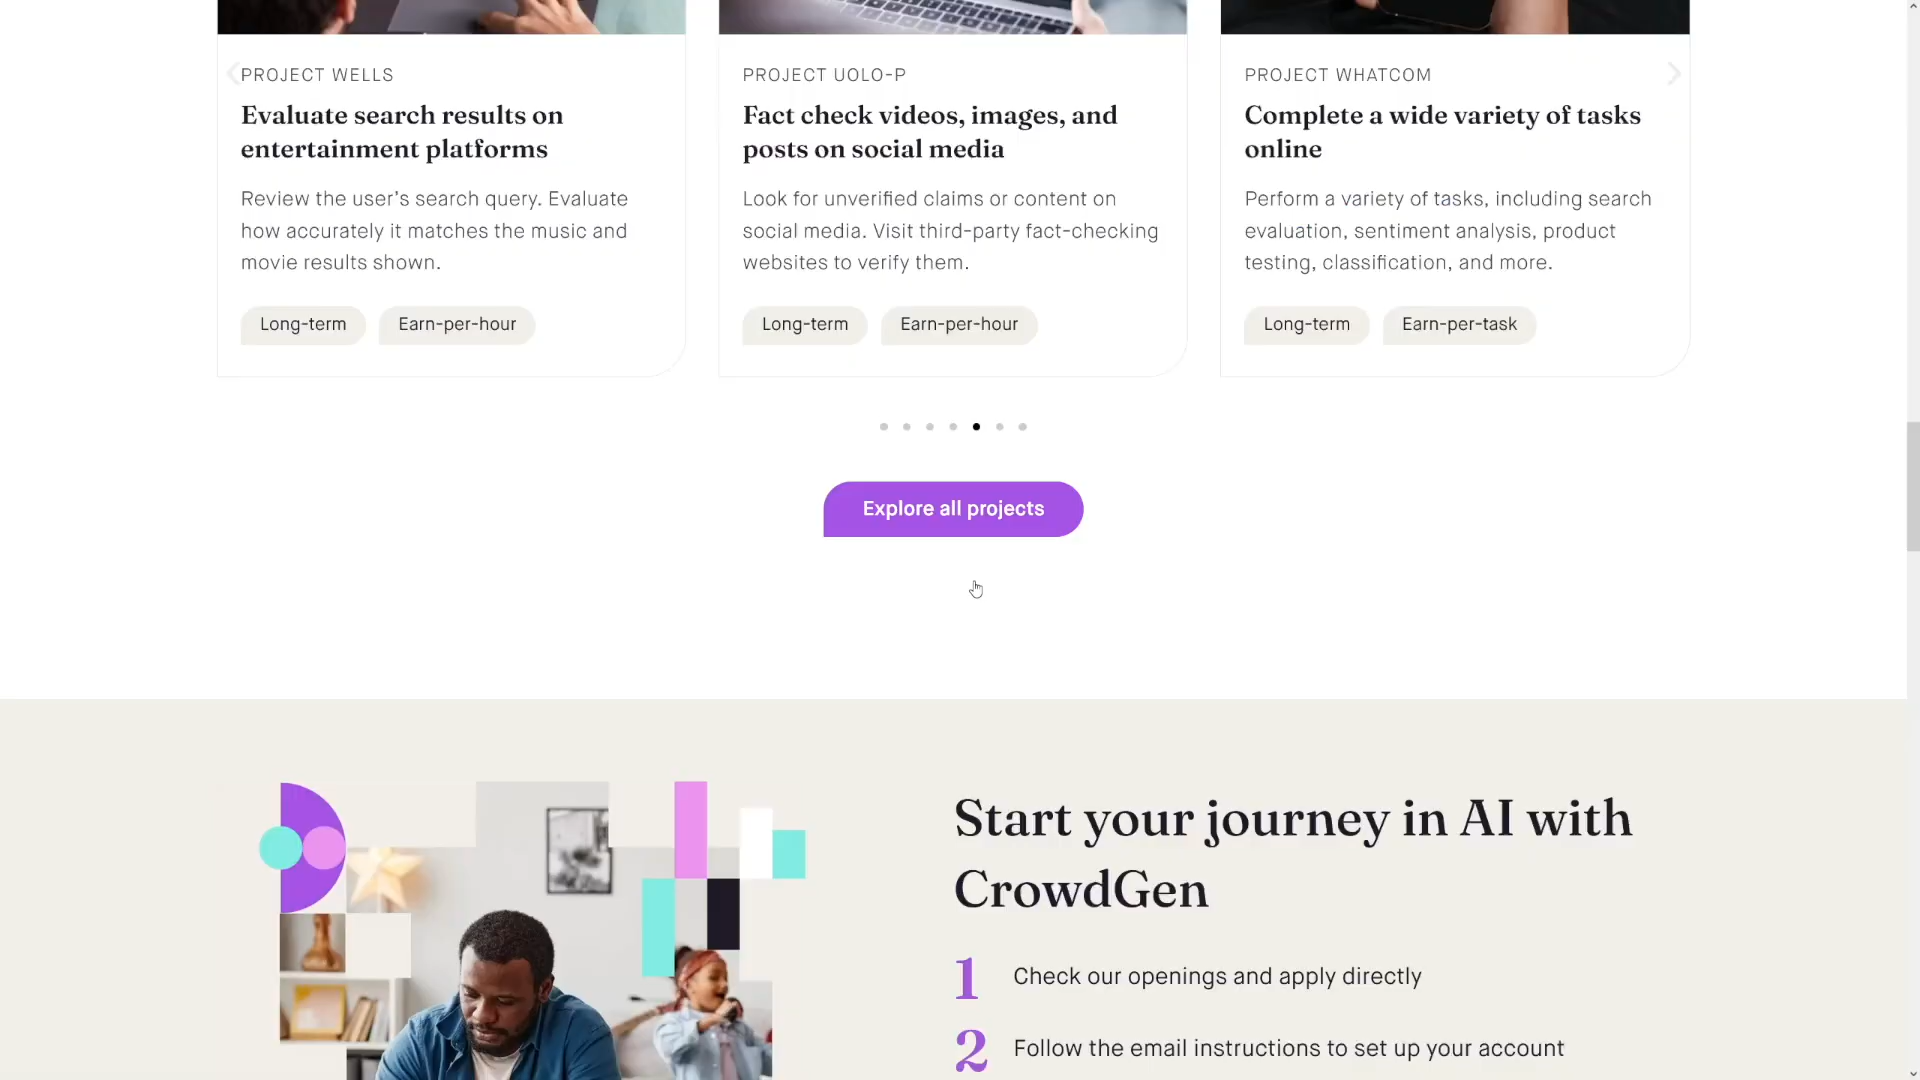 PROJECT WELLS
Evaluate search results on
entertainment platforms
Review the user's search query. Evaluate
how accurately it matches the music and
movie results shown.
Long-term
Earn-per-hour
PROJECT UOLO-P
Fact check videos, images, and
posts on social media
Look for unverified claims or content on
social media. Visit third-party fact-checking
websites to verify them.
Long-term
Earn-per-hour
PROJECT WHATCOM
Complete a wide variety of tasks
online
Perform a variety of tasks, including search
evaluation, sentiment analysis, product
testing, classification, and more.
Long-term
Earn-per-task
Explore all projects
Start your journey in AI with
CrowdGen
1 Check our openings and apply directly
2 Follow the email instructions to set up your account